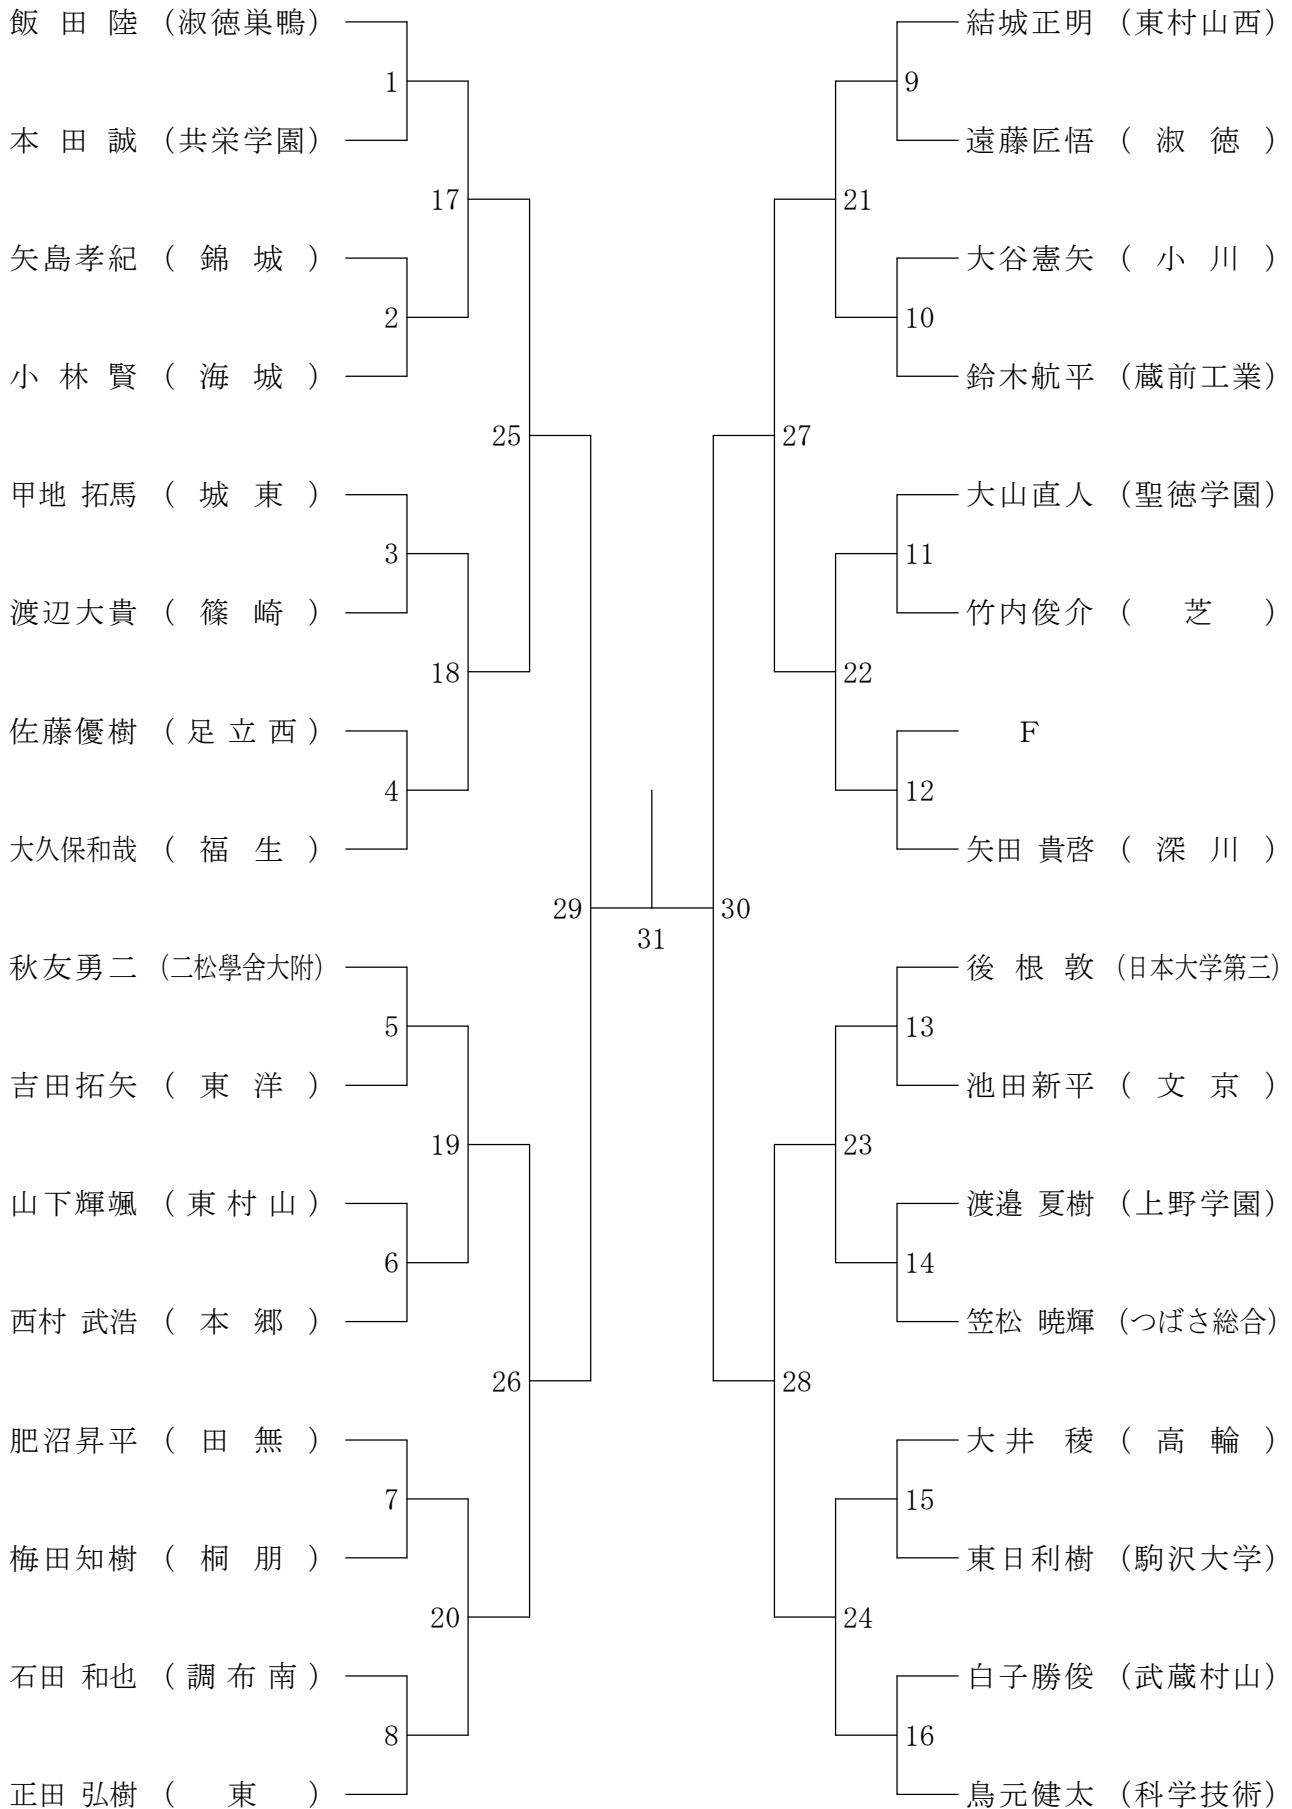 飯田陸 (淑徳巣鴨)
1
本田誠 (共栄学園)
17
矢島孝紀 (錦城)
2
小林賢 (海城)
25
甲地 拓馬 (城東)
3
渡辺大貴 (篠崎)
18
佐藤優樹 (足立西)
4
大久保和哉 (福生)
29
秋友勇二 (二松學舍大附)
5
吉田拓矢 (東洋)
19
山下輝颯 (東村山)
6
西村 武浩 (本郷)
26
肥沼昇平 (田無)
7
梅田知樹 (桐朋)
20
石田 和也 (調布南)
8
正田 弘樹 (東)
31
結城正明 (東村山西)
9
遠藤匠悟 (淑徳)
21
大谷憲矢 (小川)
10
鈴木航平 (蔵前工業)
27
大山直人 (聖徳学園)
11
竹内俊介 (芝)
22
F
12
矢田 貴啓 (深川)
30
後根敦 (日本大学第三)
13
池田新平 (文京)
23
渡邉 夏樹 (上野学園)
14
笠松 暁輝 (つばさ総合)
28
大井稜 (高輪)
15
東日利樹 (駒沢大学)
24
白子勝俊 (武蔵村山)
16
鳥元健太 (科学技術)